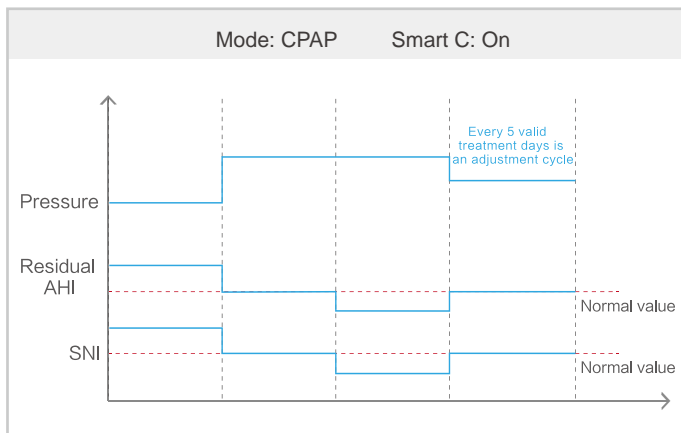 Mode: CPAP Smart C: On
Every 5 valid
treatment days is
an adjustment cycle
Pressure
Residual
AHI
Normal value
SNI
Normal value